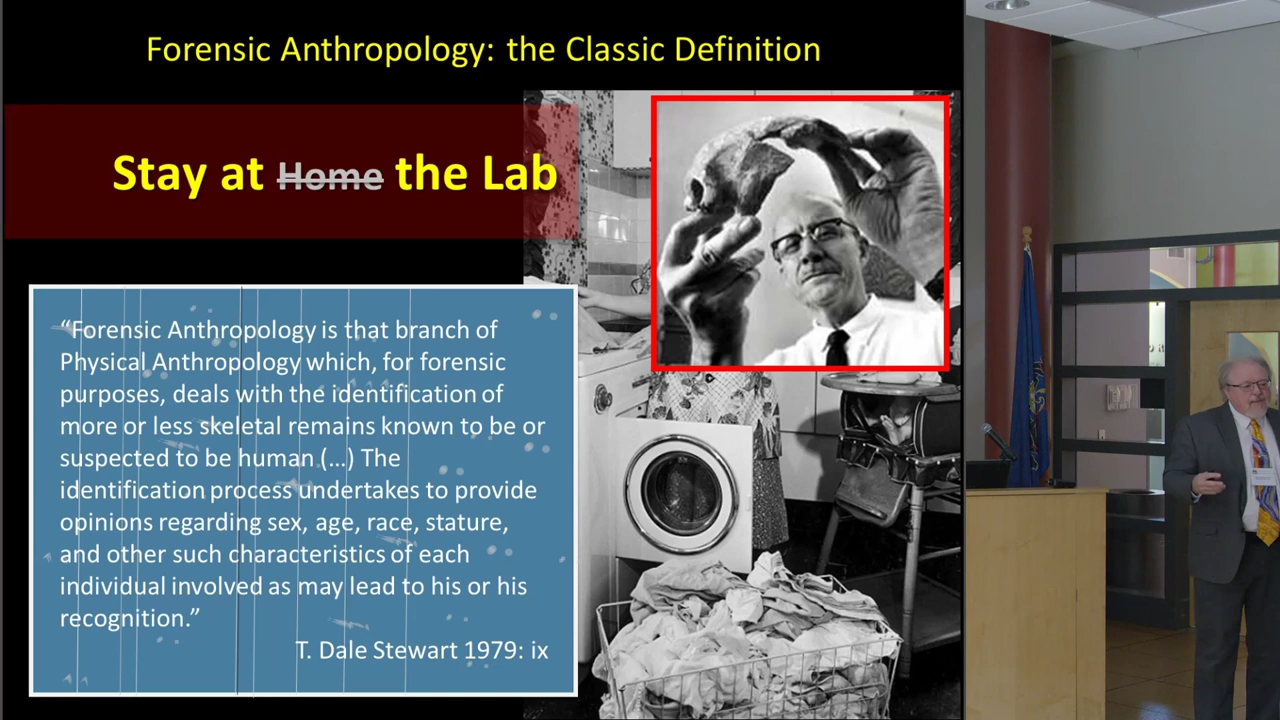 Forensic Anthropology: the Classic Definition
Stay at Home the Lab
“Forensic Anthropology is that branch of
Physical Anthropology which, for forensic
purposes, deals with the identification of
more or less skeletal remains known to be or
suspected to be human (…) The
identification process undertakes to provide
opinions regarding sex, age, race, stature,
and other such characteristics of each
individual involved as may lead to his or his
recognition.”
T. Dale Stewart 1979: ix